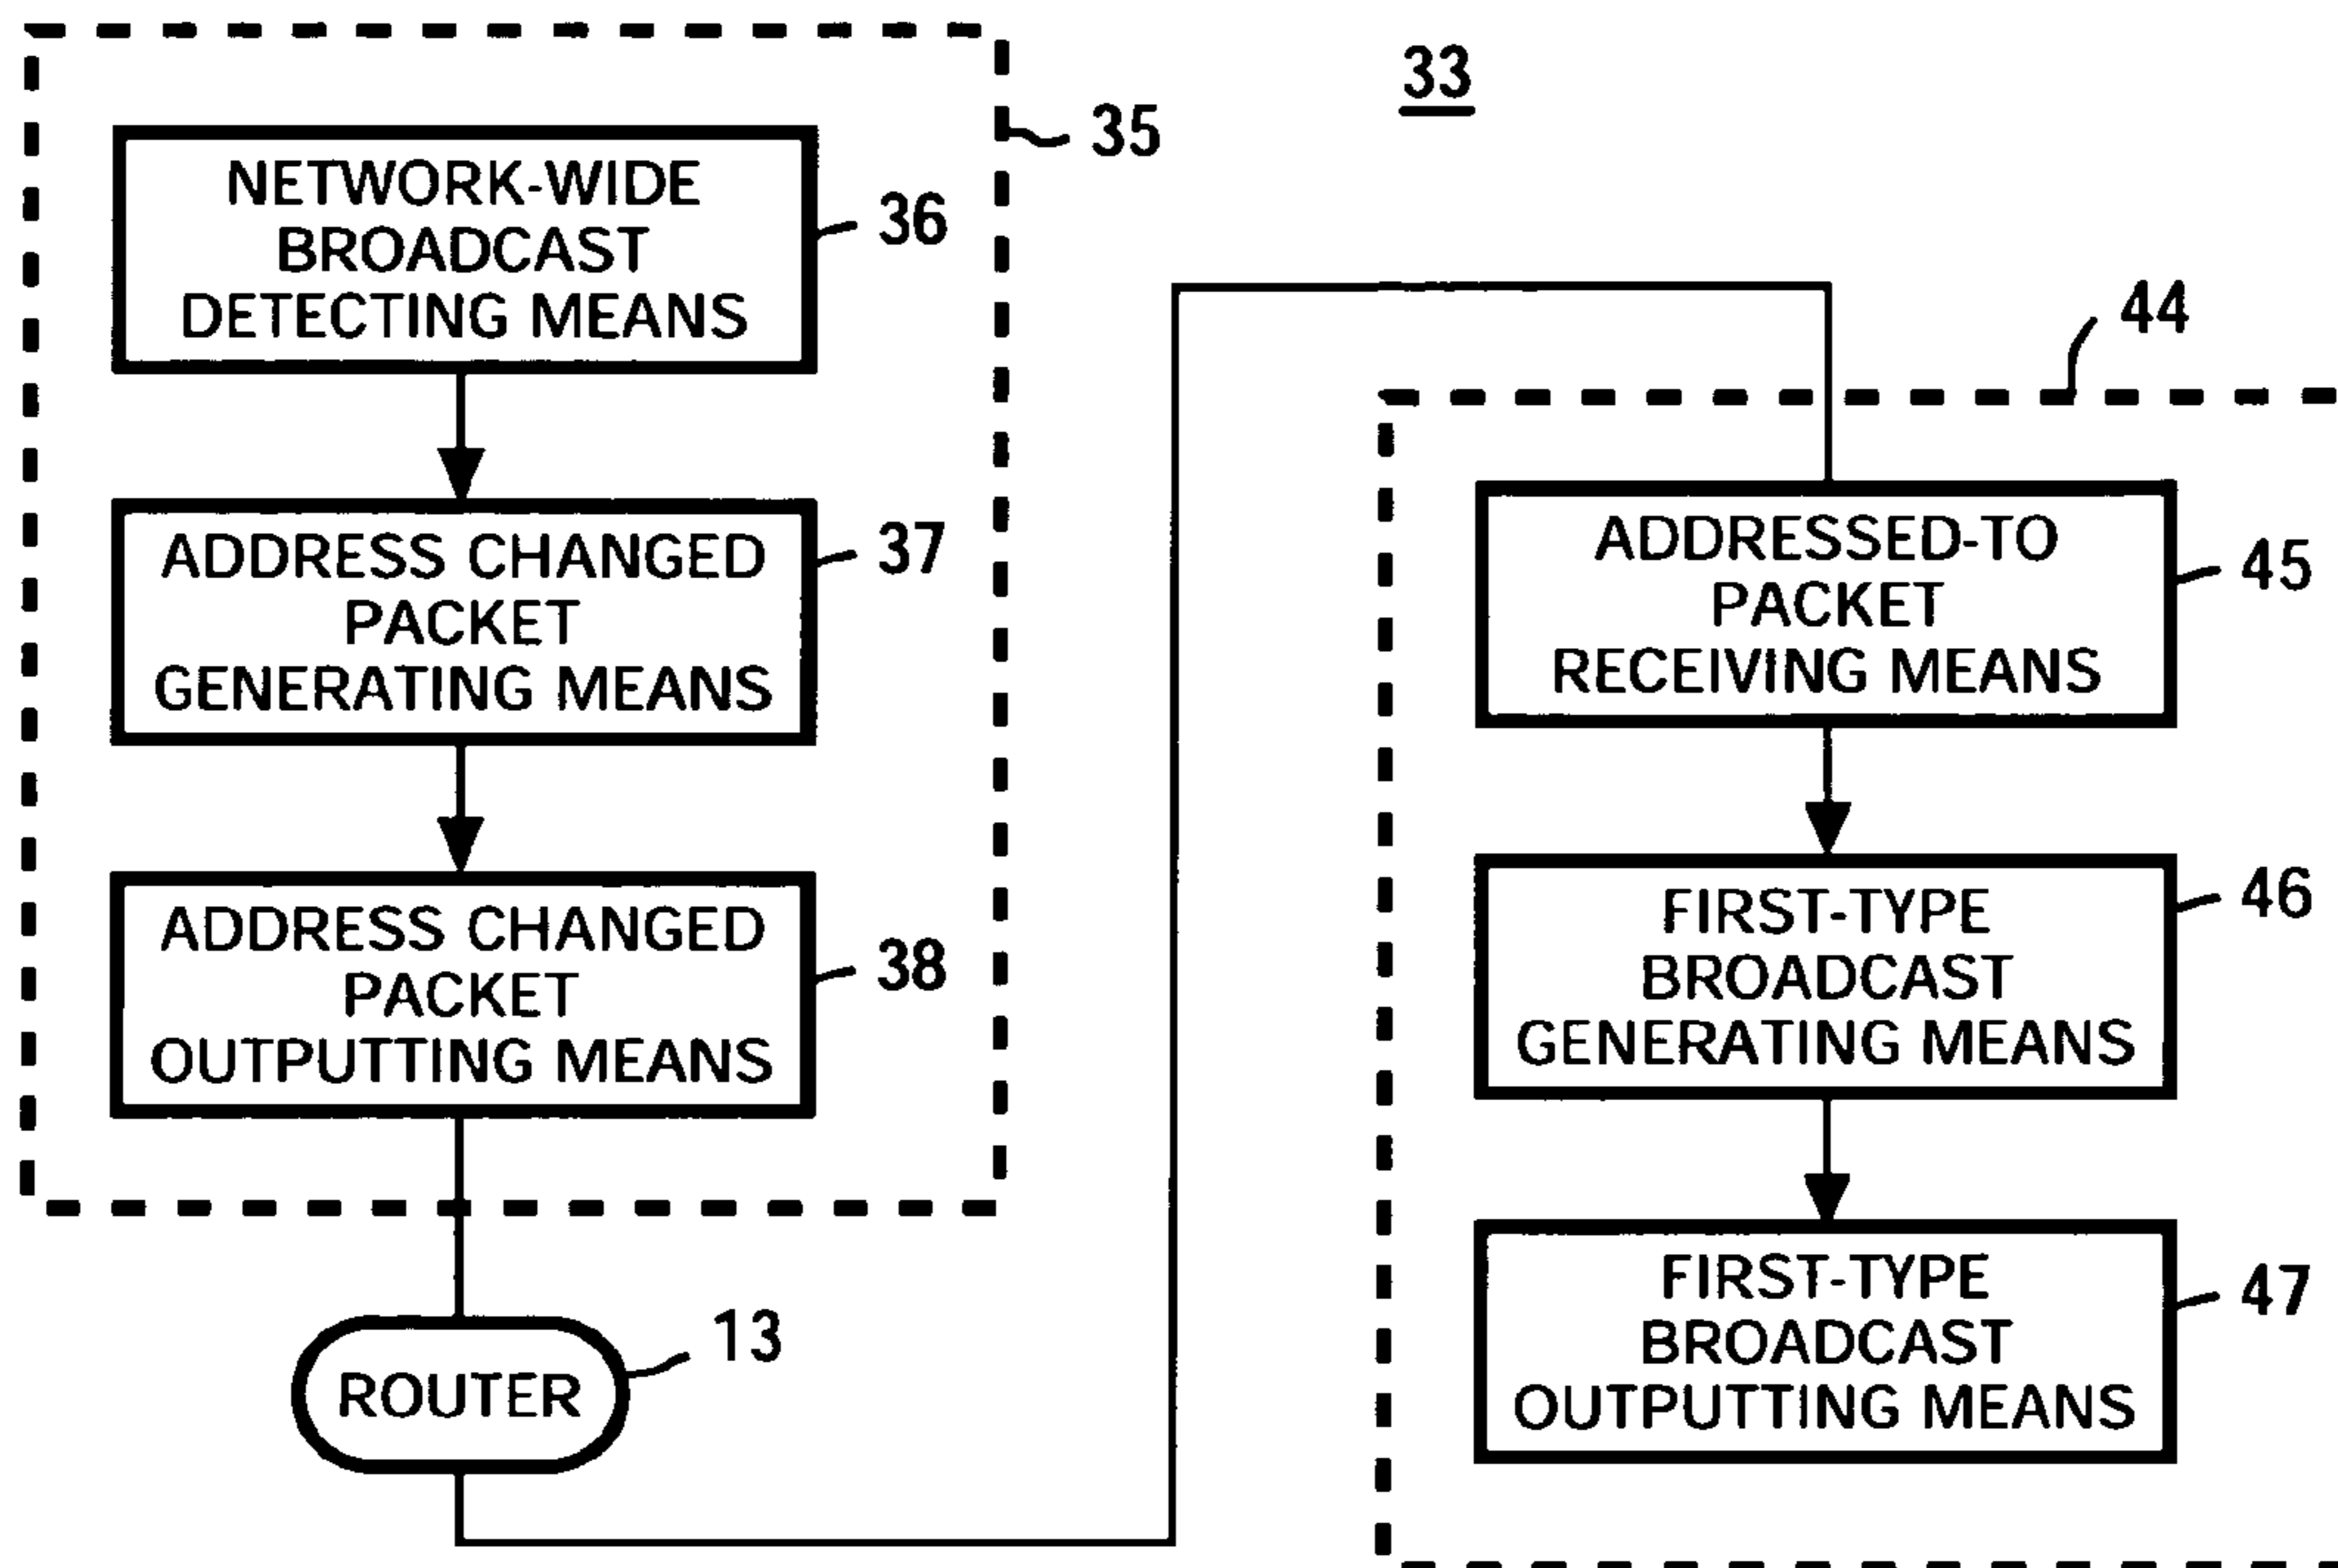 33
35
NETWORK-WIDE
BROADCAST
DETECTING MEANS
36
ADDRESS CHANGED
PACKET
GENERATING MEANS
37
ADDRESS CHANGED
PACKET
OUTPUTTING MEANS
38
ROUTER
13
44
ADDRESSED-TO
PACKET
RECEIVING MEANS
45
FIRST-TYPE
BROADCAST
GENERATING MEANS
46
FIRST-TYPE
BROADCAST
OUTPUTTING MEANS
47